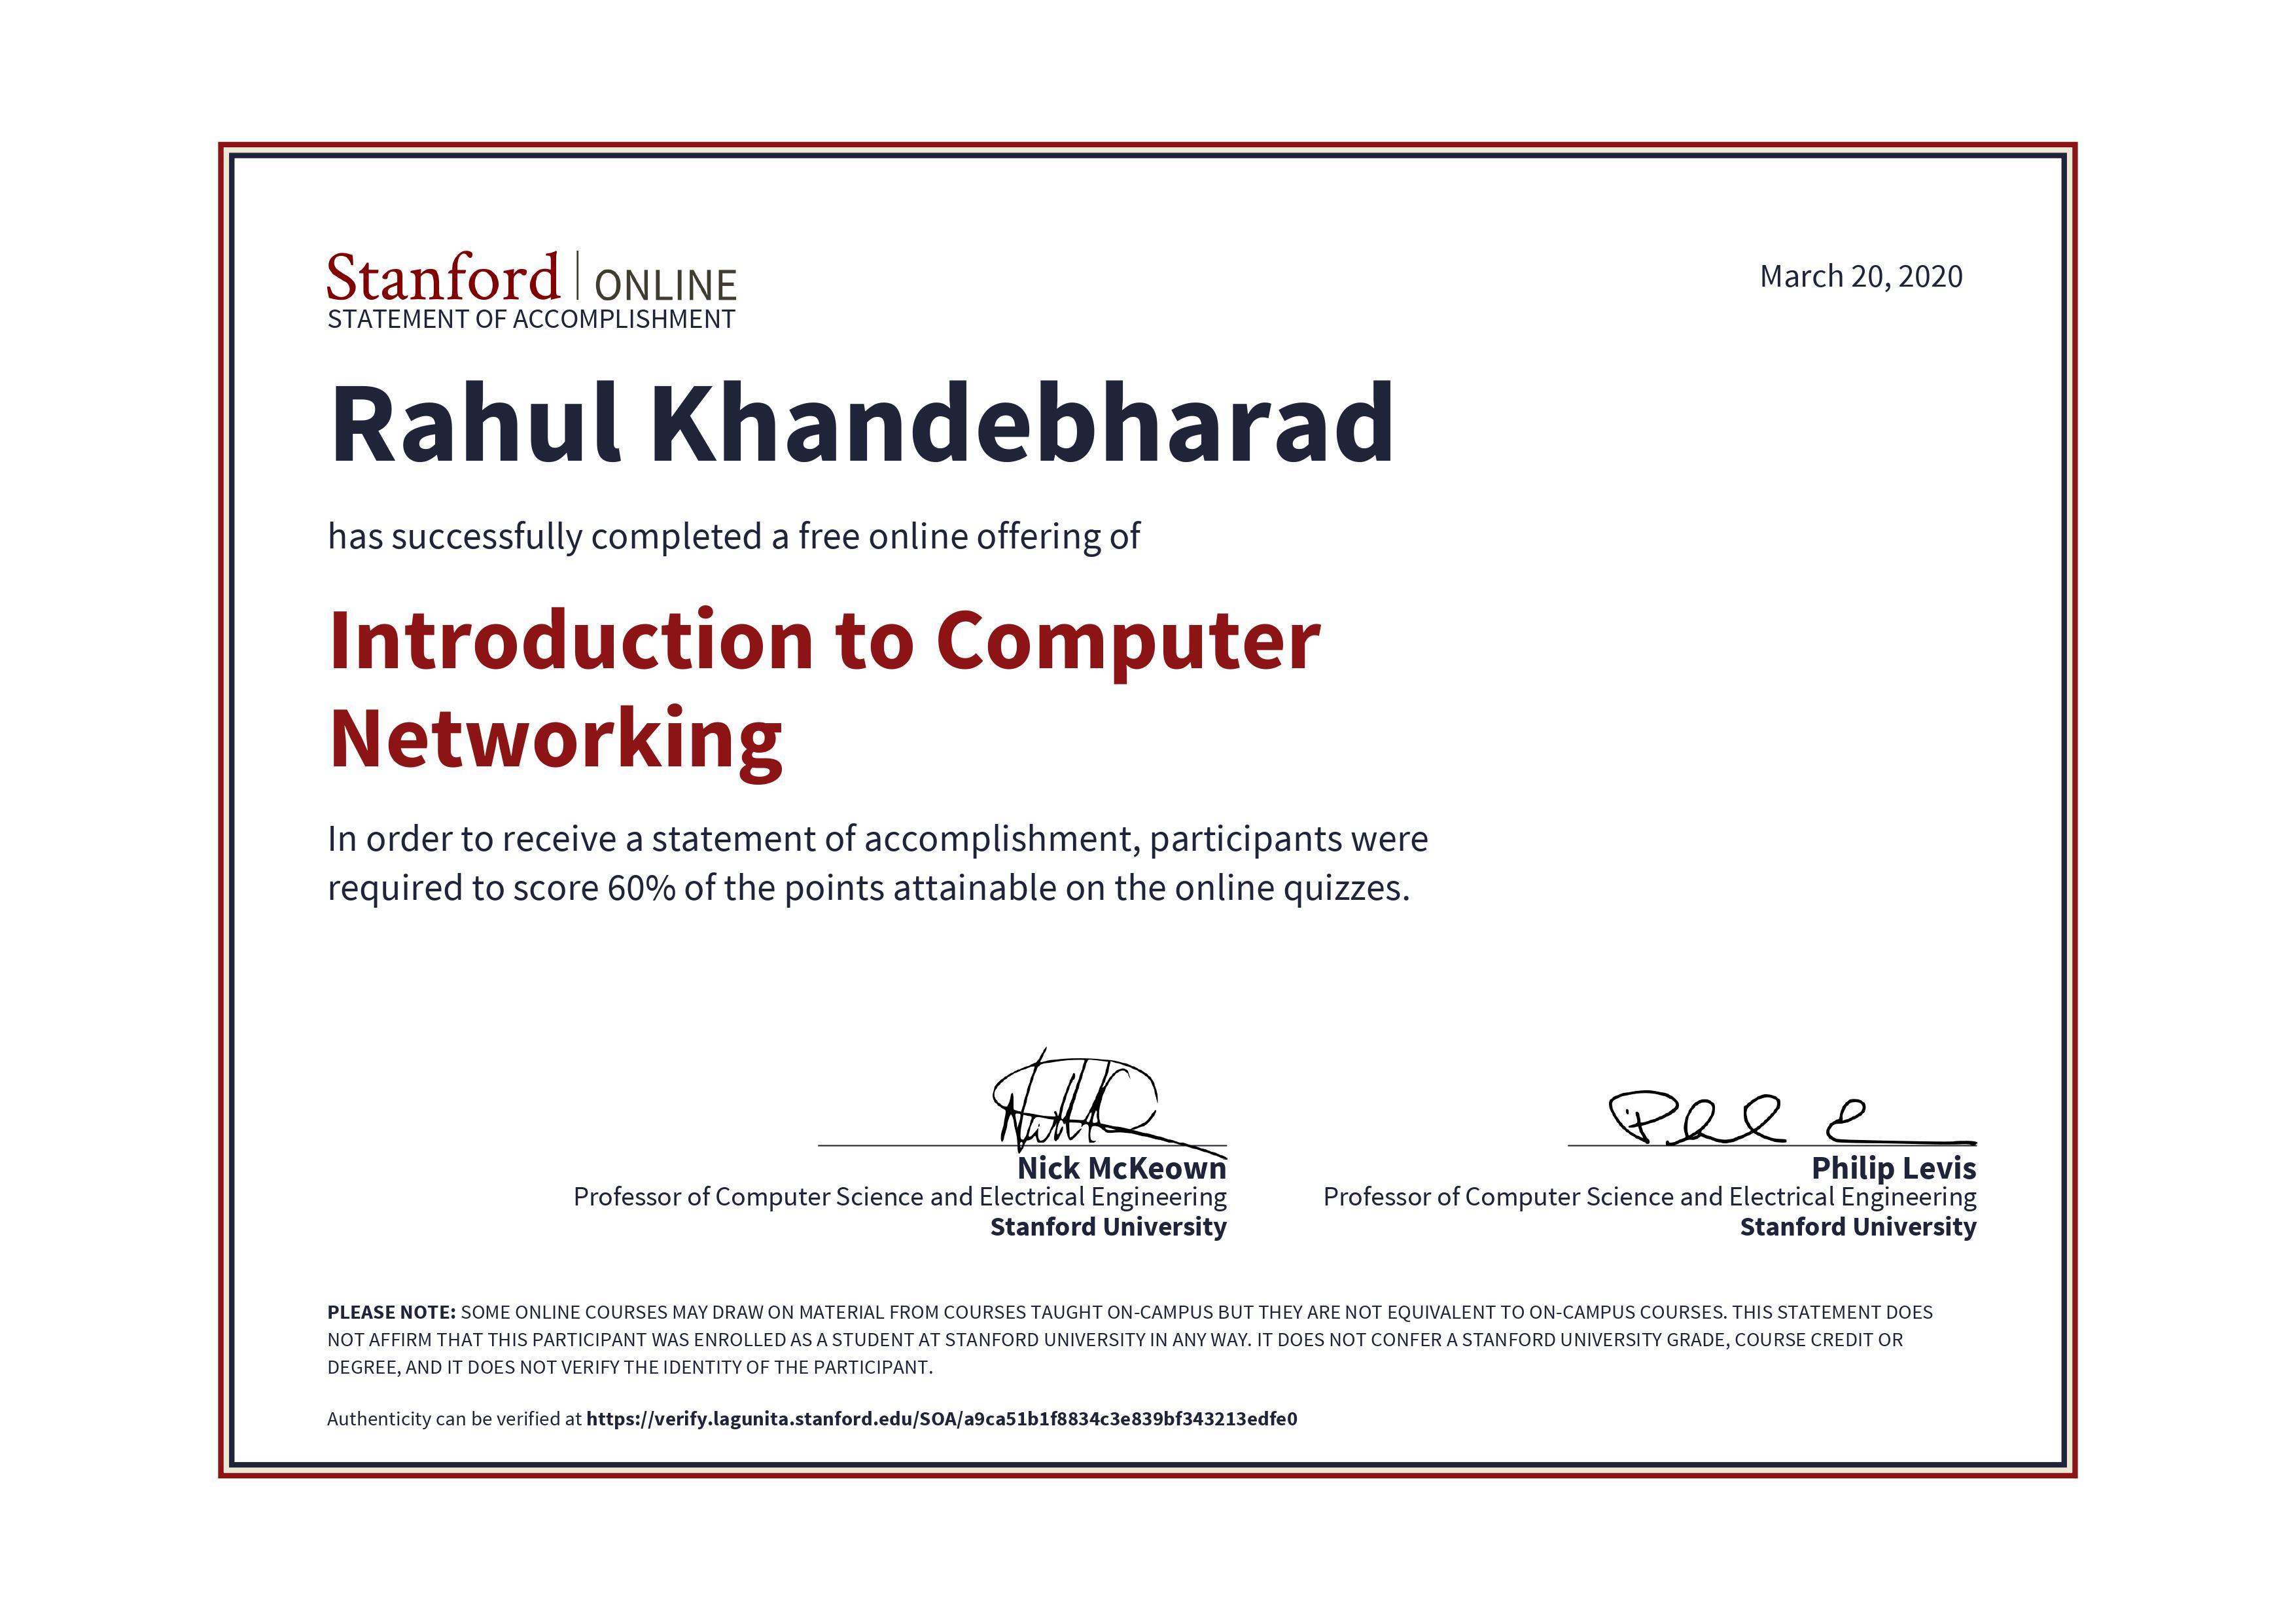 Stanford | ONLINE
STATEMENT OF ACCOMPLISHMENT
March 20, 2020
Rahul Khandebharad
has successfully completed a free online offering of
Introduction to Computer
Networking
In order to receive a statement of accomplishment, participants were
required to score 60% of the points attainable on the online quizzes.
Nick McKeown
Professor of Computer Science and Electrical Engineering
Stanford University
Philip Levis
Professor of Computer Science and Electrical Engineering
Stanford University
PLEASE NOTE: SOME ONLINE COURSES MAY DRAW ON MATERIAL FROM COURSES TAUGHT ON-CAMPUS BUT THEY ARE NOT EQUIVALENT TO ON-CAMPUS COURSES. THIS STATEMENT DOES
NOT AFFIRM THAT THIS PARTICIPANT WAS ENROLLED AS A STUDENT AT STANFORD UNIVERSITY IN ANY WAY. IT DOES NOT CONFER A STANFORD UNIVERSITY GRADE, COURSE CREDIT OR
DEGREE, AND IT DOES NOT VERIFY THE IDENTITY OF THE PARTICIPANT.
Authenticity can be verified at https://verify.lagunita.stanford.edu/SOA/a9ca51b1f8834c3e839bf343213edfe0